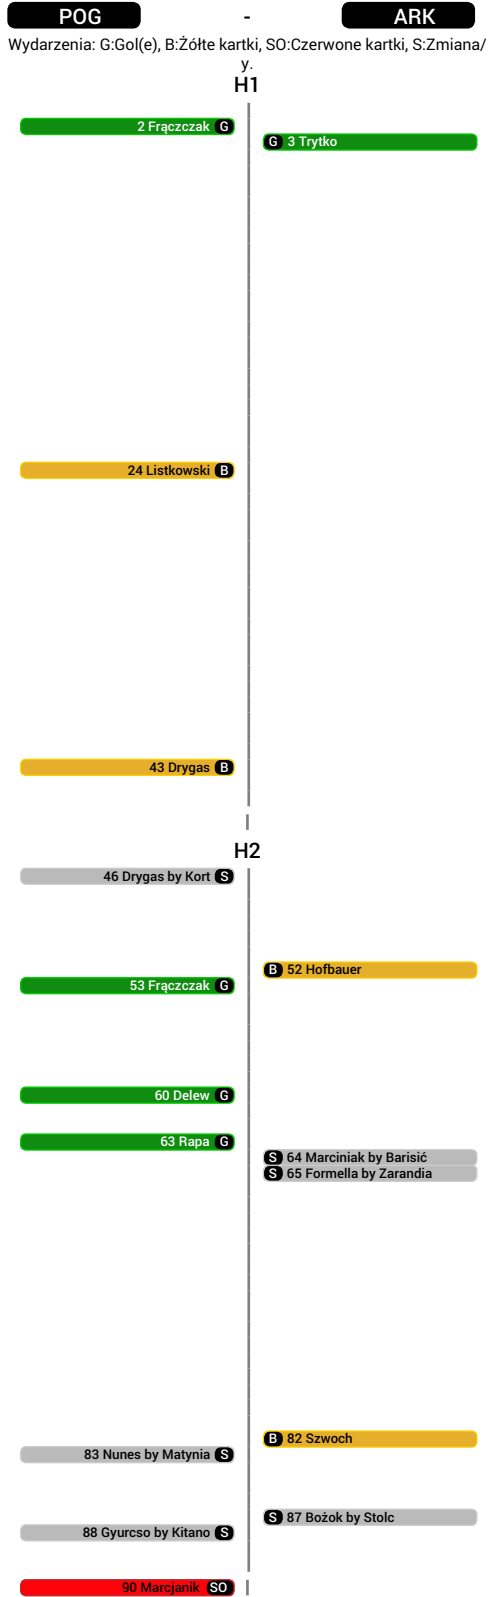 POG - ARK
Wydarzenia: G:Gol(e), B:Żółte kartki, SO:Czerwone kartki, S:Zmiana/
y.
H1
2 Frączczak G
G 3 Trytko
24 Listkowski B
43 Drygas B
H2
46 Drygas by Kort S
B 52 Hofbauer
53 Frączczak G
60 Delew G
63 Rapa G
S 64 Marciniak by Barisić
S 65 Formella by Zarandia
B 82 Szwoch
83 Nunes by Matynia S
S 87 Bożok by Stolc
88 Gyurcso by Kitano S
90 Marcjanik SO